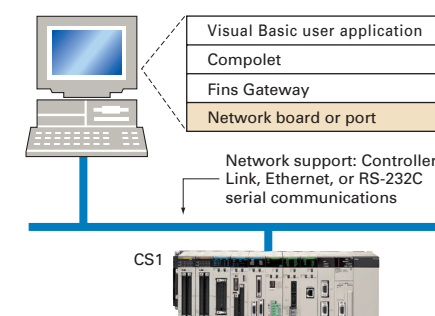 Visual Basic user application
Compolet
Fins Gateway
Network board or port
Network support: Controller
Link, Ethernet, or RS-232C
serial communications
CS1